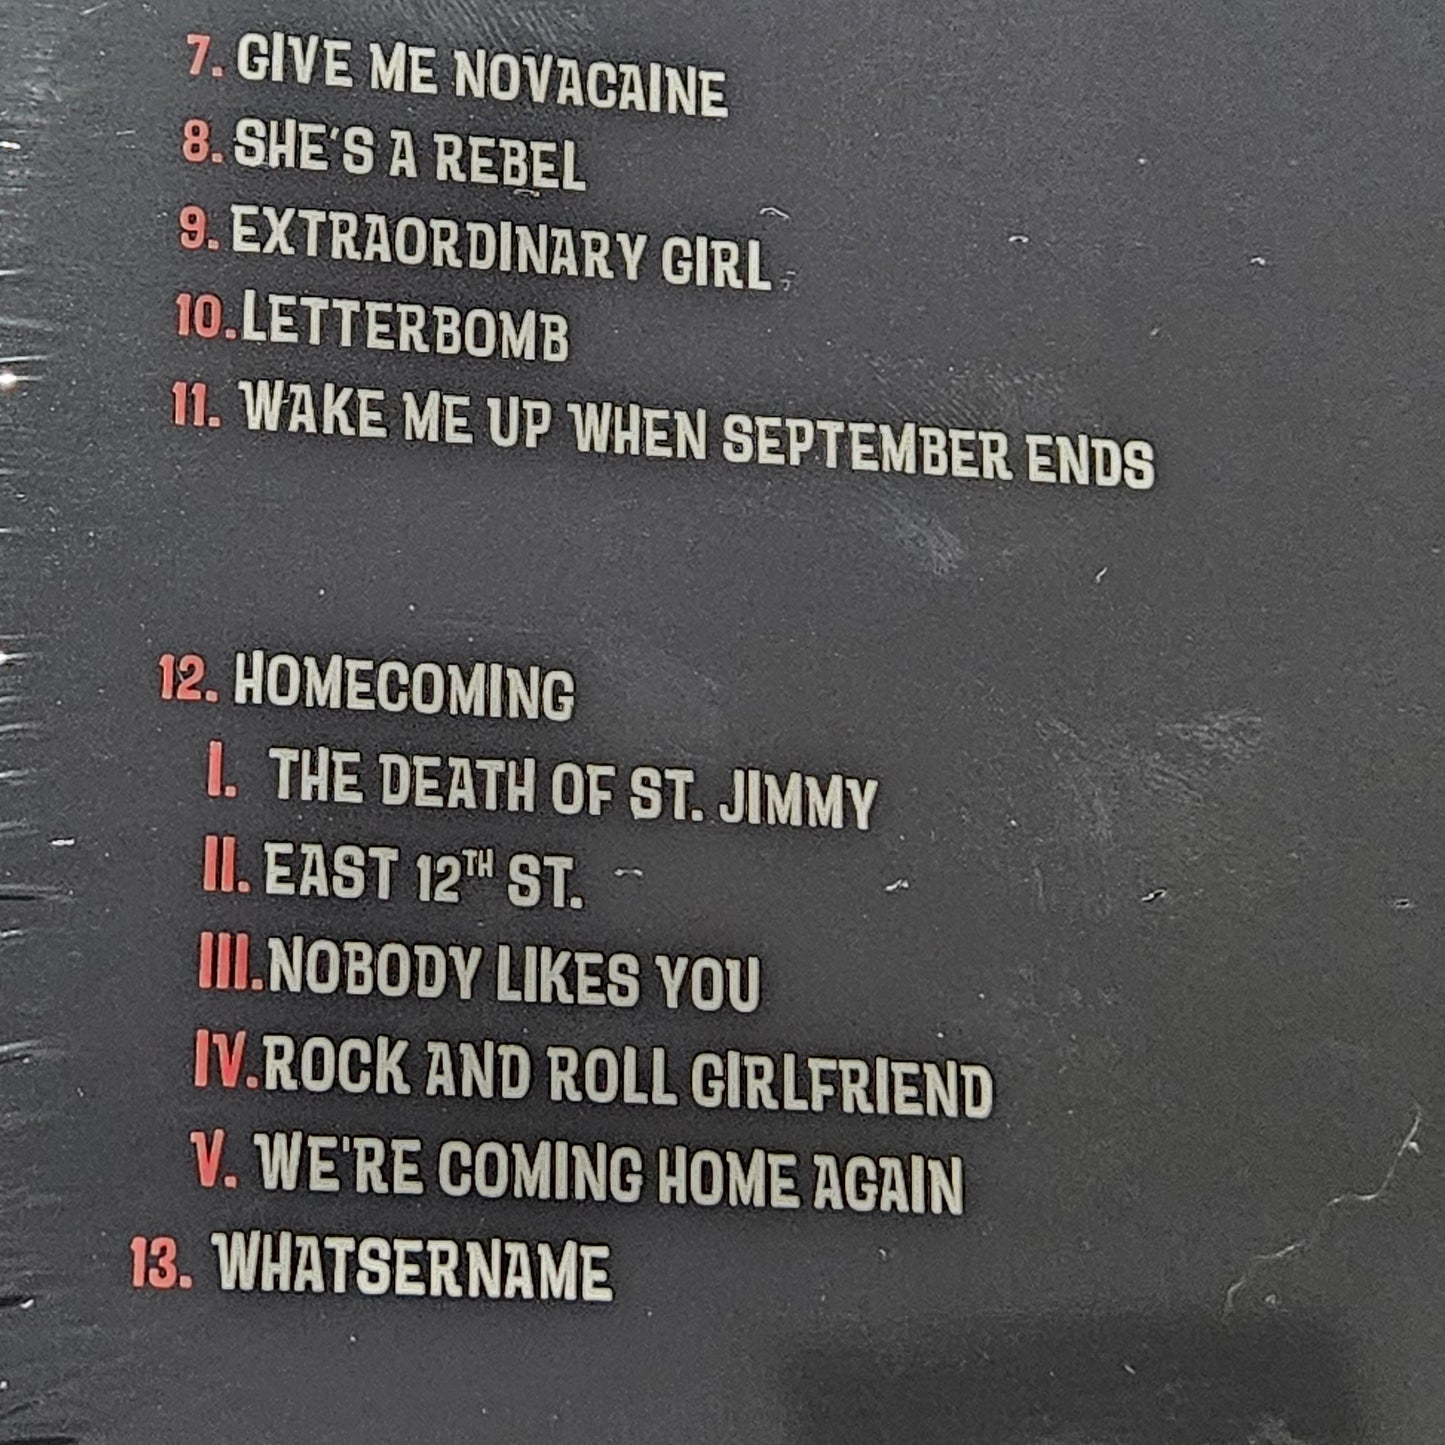 7. GIVE ME NOVACAINE
8. SHE'S A REBEL
9. EXTRAORDINARY GIRL
10. LETTERBOMB
11. WAKE ME UP WHEN SEPTEMBER ENDS
12. HOMECOMING
I. THE DEATH OF ST. JIMMY
II. EAST 12TH ST.
III. NOBODY LIKES YOU
IV. ROCK AND ROLL GIRLFRIEND
V. WE'RE COMING HOME AGAIN
13. WHATSERNAME